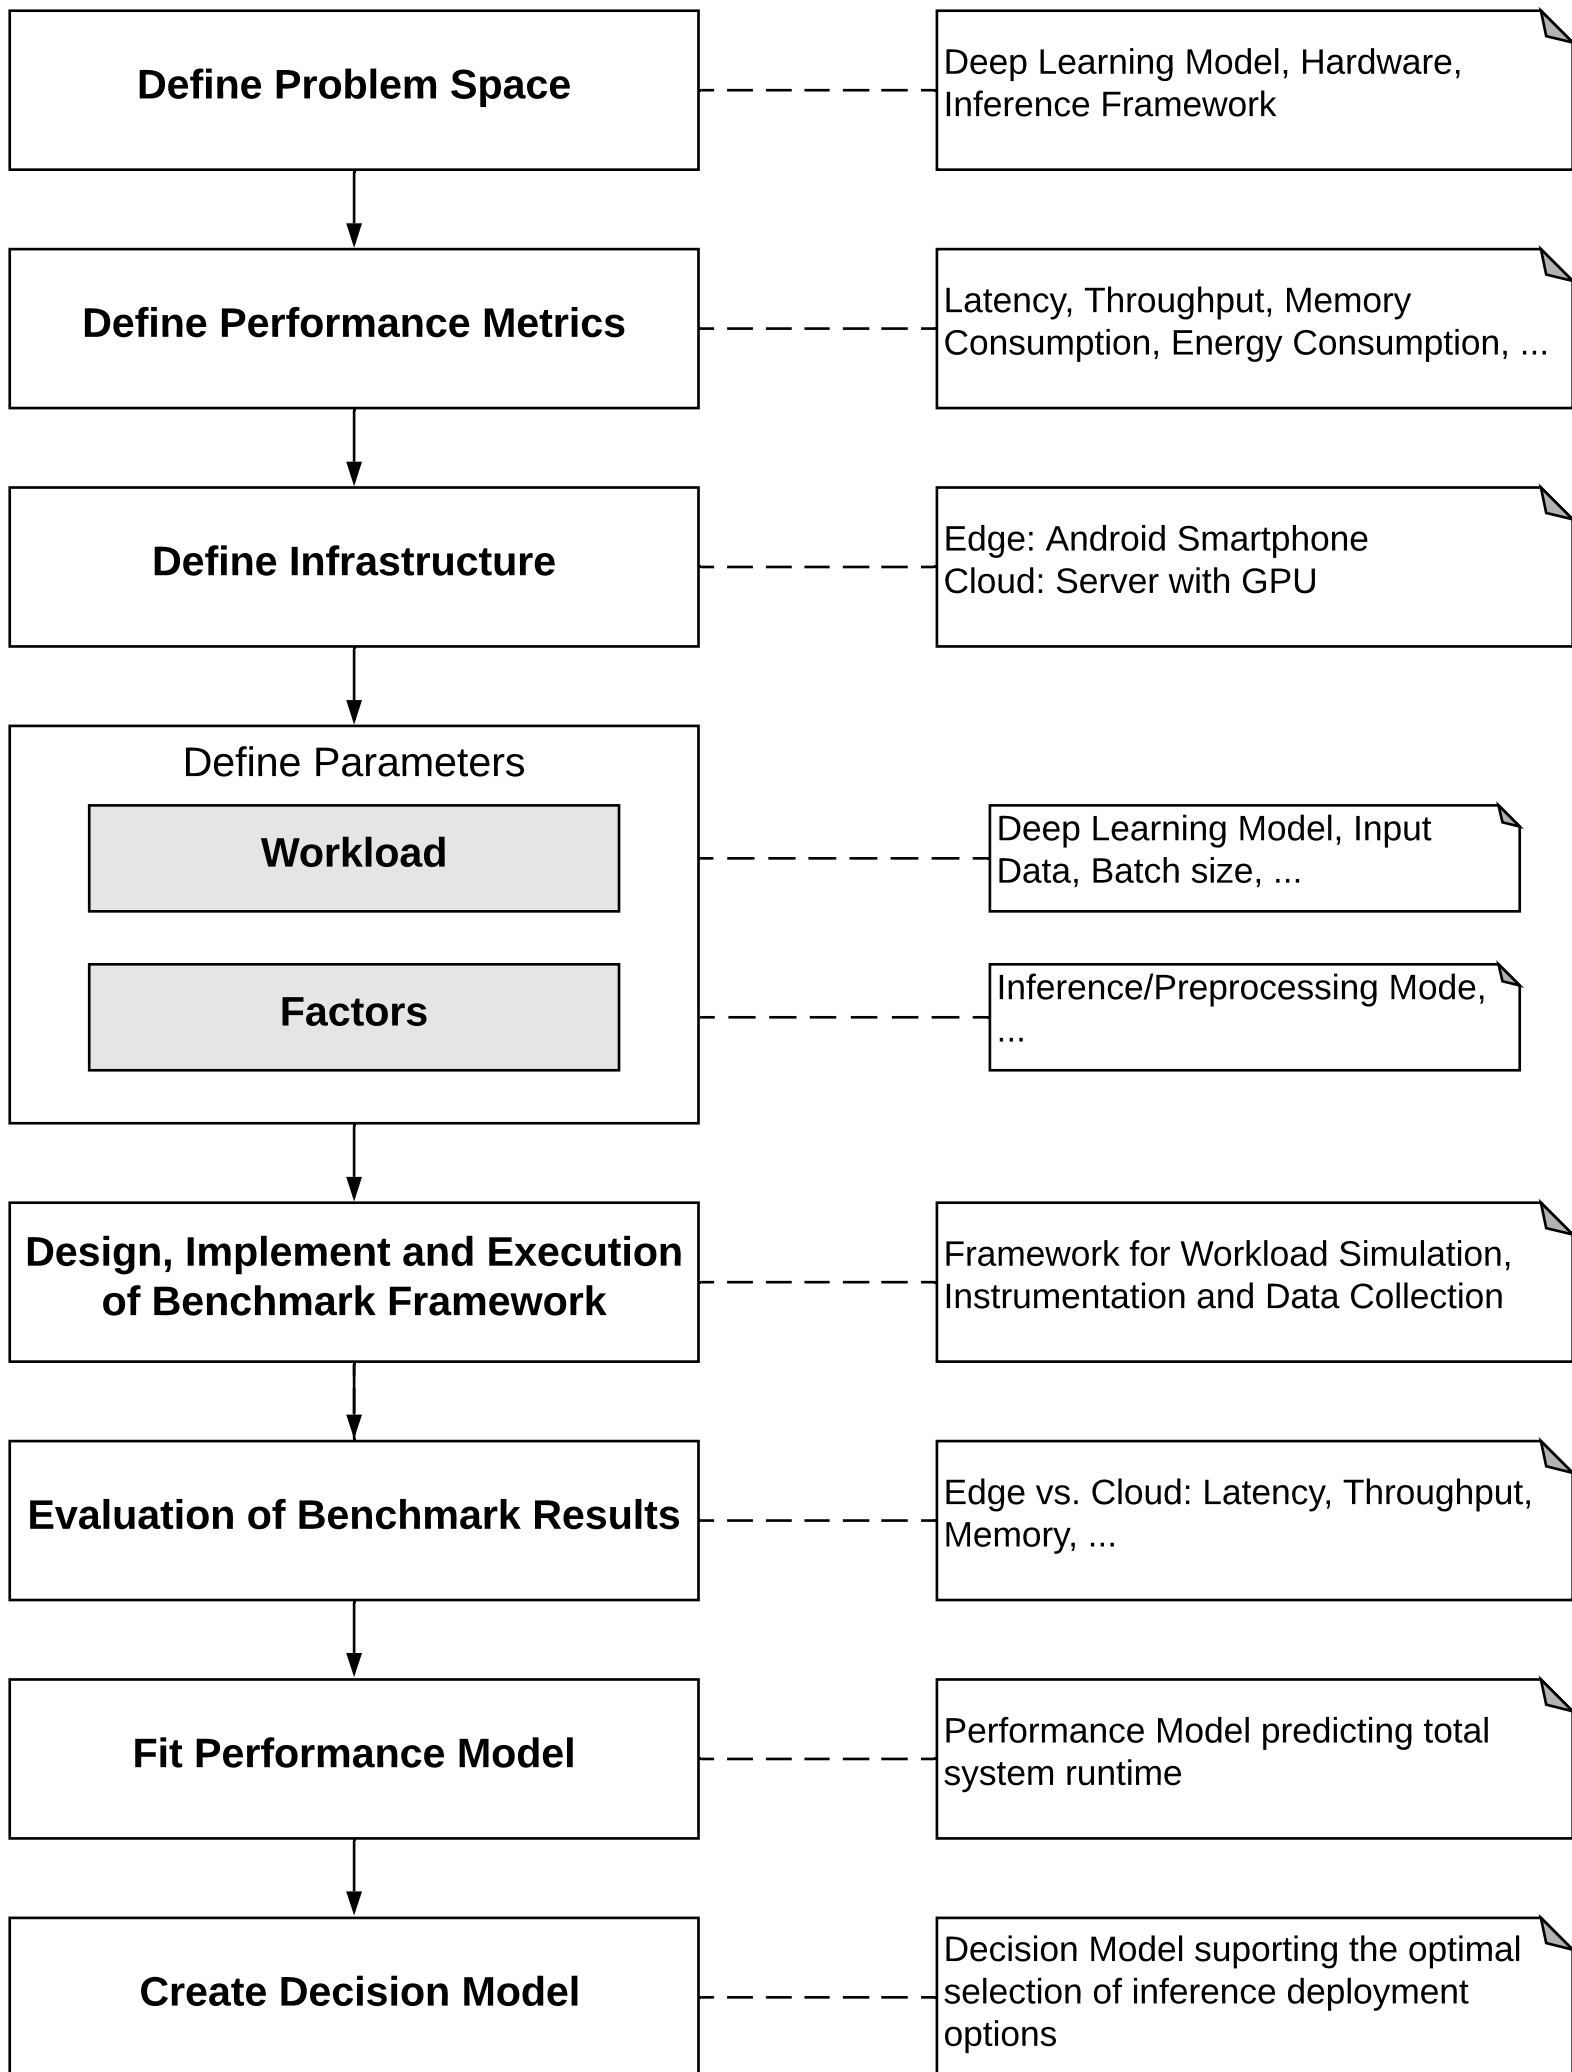 Define Problem Space
Deep Learning Model, Hardware,
Inference Framework
Define Performance Metrics
Latency, Throughput, Memory
Consumption, Energy Consumption, ...
Define Infrastructure
Edge: Android Smartphone
Cloud: Server with GPU
Define Parameters
Workload
Deep Learning Model, Input
Data, Batch size, ...
Factors
Inference/Preprocessing Mode,
...
Design, Implement and Execution
of Benchmark Framework
Framework for Workload Simulation,
Instrumentation and Data Collection
Evaluation of Benchmark Results
Edge vs. Cloud: Latency, Throughput,
Memory, ...
Fit Performance Model
Performance Model predicting total
system runtime
Create Decision Model
Decision Model suporting the optimal
selection of inference deployment
options